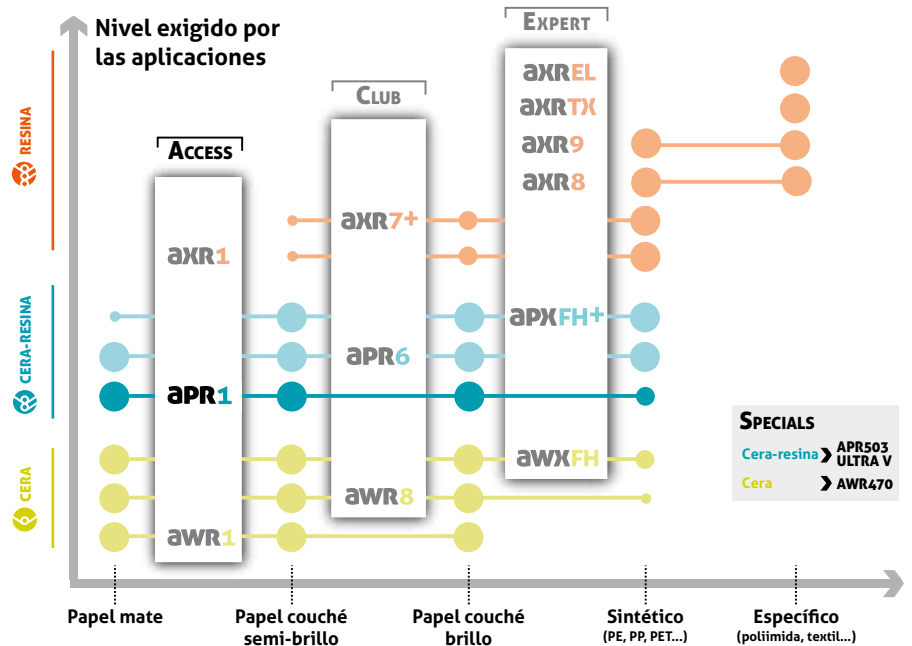 Nivel exigido por
las aplicaciones
EXPERT
CLUB
ACCESS
RESINA
CERA-RESINA
CERA
aXREL
aXRTX
aXR9
aXR8
aXR7+
aXR1
aPXFH+
aPR6
aPR1
aWXFH
aWR8
aWR1
SPECIALS
Cera-resina APR503
ULTRA V
Cera AWR470
Papel mate
Papel couché
semi-brillo
Papel couché
brillo
Sintético
(PE, PP, PET...)
Específico
(poliimida, textil...)